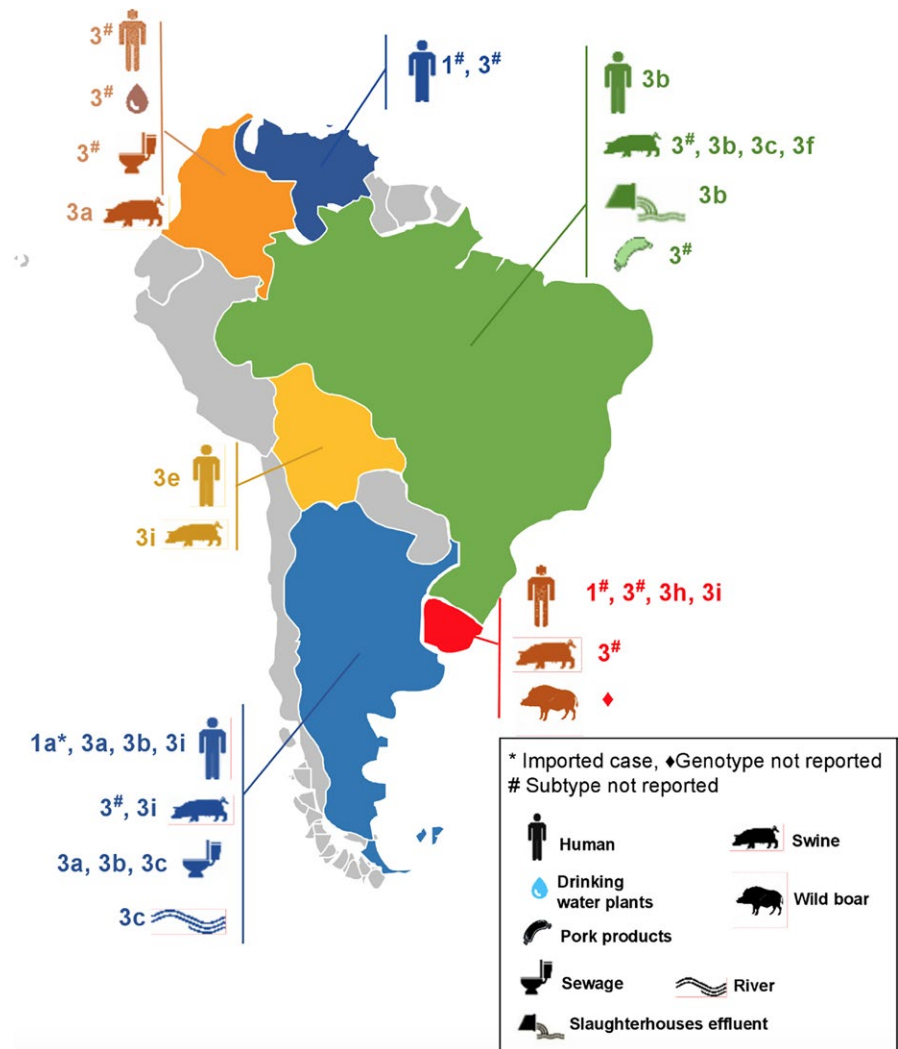 3#
3#
3#
3a
1#, 3#
3b
3#, 3b, 3c, 3f
3b
3#
3e
3i
1#, 3#, 3h, 3i
3#
♦
1a*, 3a, 3b, 3i
3#, 3i
3a, 3b, 3c
3c
* Imported case, ♦Genotype not reported
# Subtype not reported
Human
Swine
Drinking
water plants
Wild boar
Pork products
Sewage
River
Slaughterhouses effluent